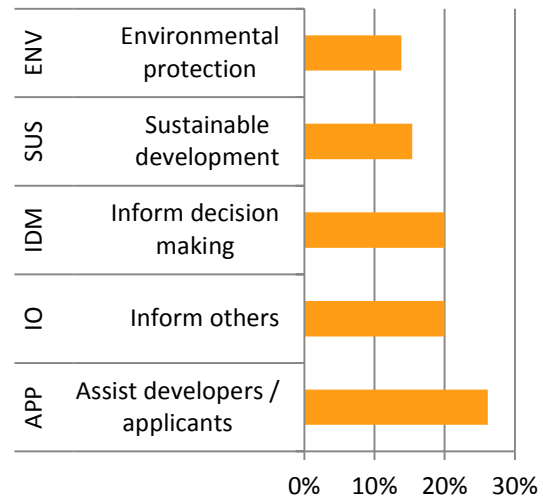 ENV
Environmental
protection
SUS
Sustainable
development
IDM
Inform decision
making
IO
Inform others
APP
Assist developers /
applicants
0% 10% 20% 30%